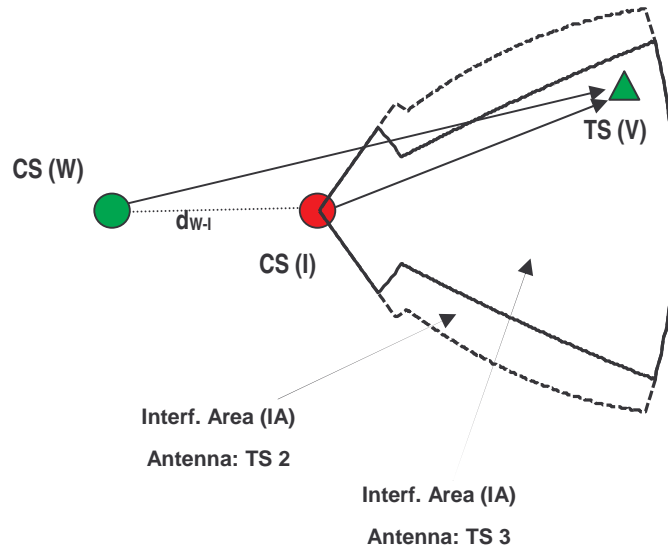 TS (V)
CS (W)
dW-I
CS (I)
Interf. Area (IA)
Antenna: TS 2
Interf. Area (IA)
Antenna: TS 3